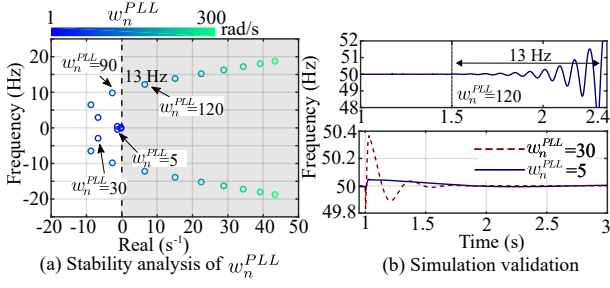 w_n^{PLL}
1 300 rad/s
20
10
0
-10
-20
Frequency (Hz)
w_n^{PLL}=90
13 Hz
w_n^{PLL}=120
w_n^{PLL}=5
w_n^{PLL}=30
-20 -10 0 10 20 30 40 50
Real (s⁻¹)
(a) Stability analysis of w_n^{PLL}
52
51
50
49
48
13 Hz
w_n^{PLL}=120
1 1.5 2 2.4
Frequency (Hz)
50.4
50.2
50
49.8
w_n^{PLL}=30
w_n^{PLL}=5
1 1.5 2 2.5 3
Time (s)
(b) Simulation validation